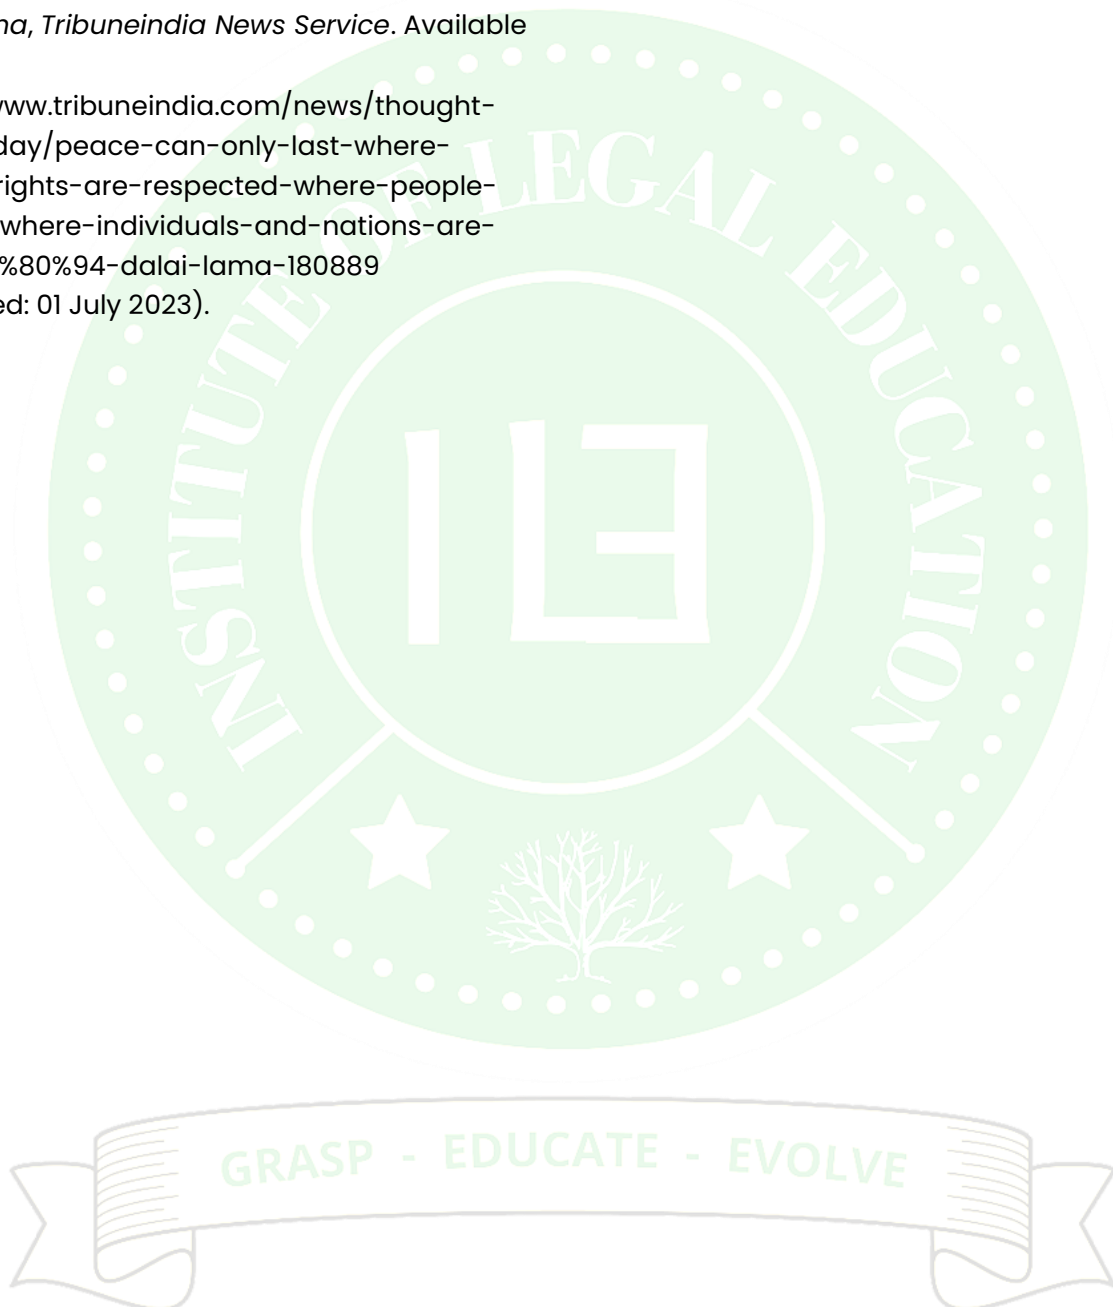 na, Tribuneindia News Service. Available
www.tribuneindia.com/news/thought-
day/peace-can-only-last-where-
rights-are-respected-where-people-
where-individuals-and-nations-are-
%80%94-dalai-lama-180889
ed: 01 July 2023).
INSTITUTE OF LEGAL EDUCATION
ILE
GRASP - EDUCATE - EVOLVE